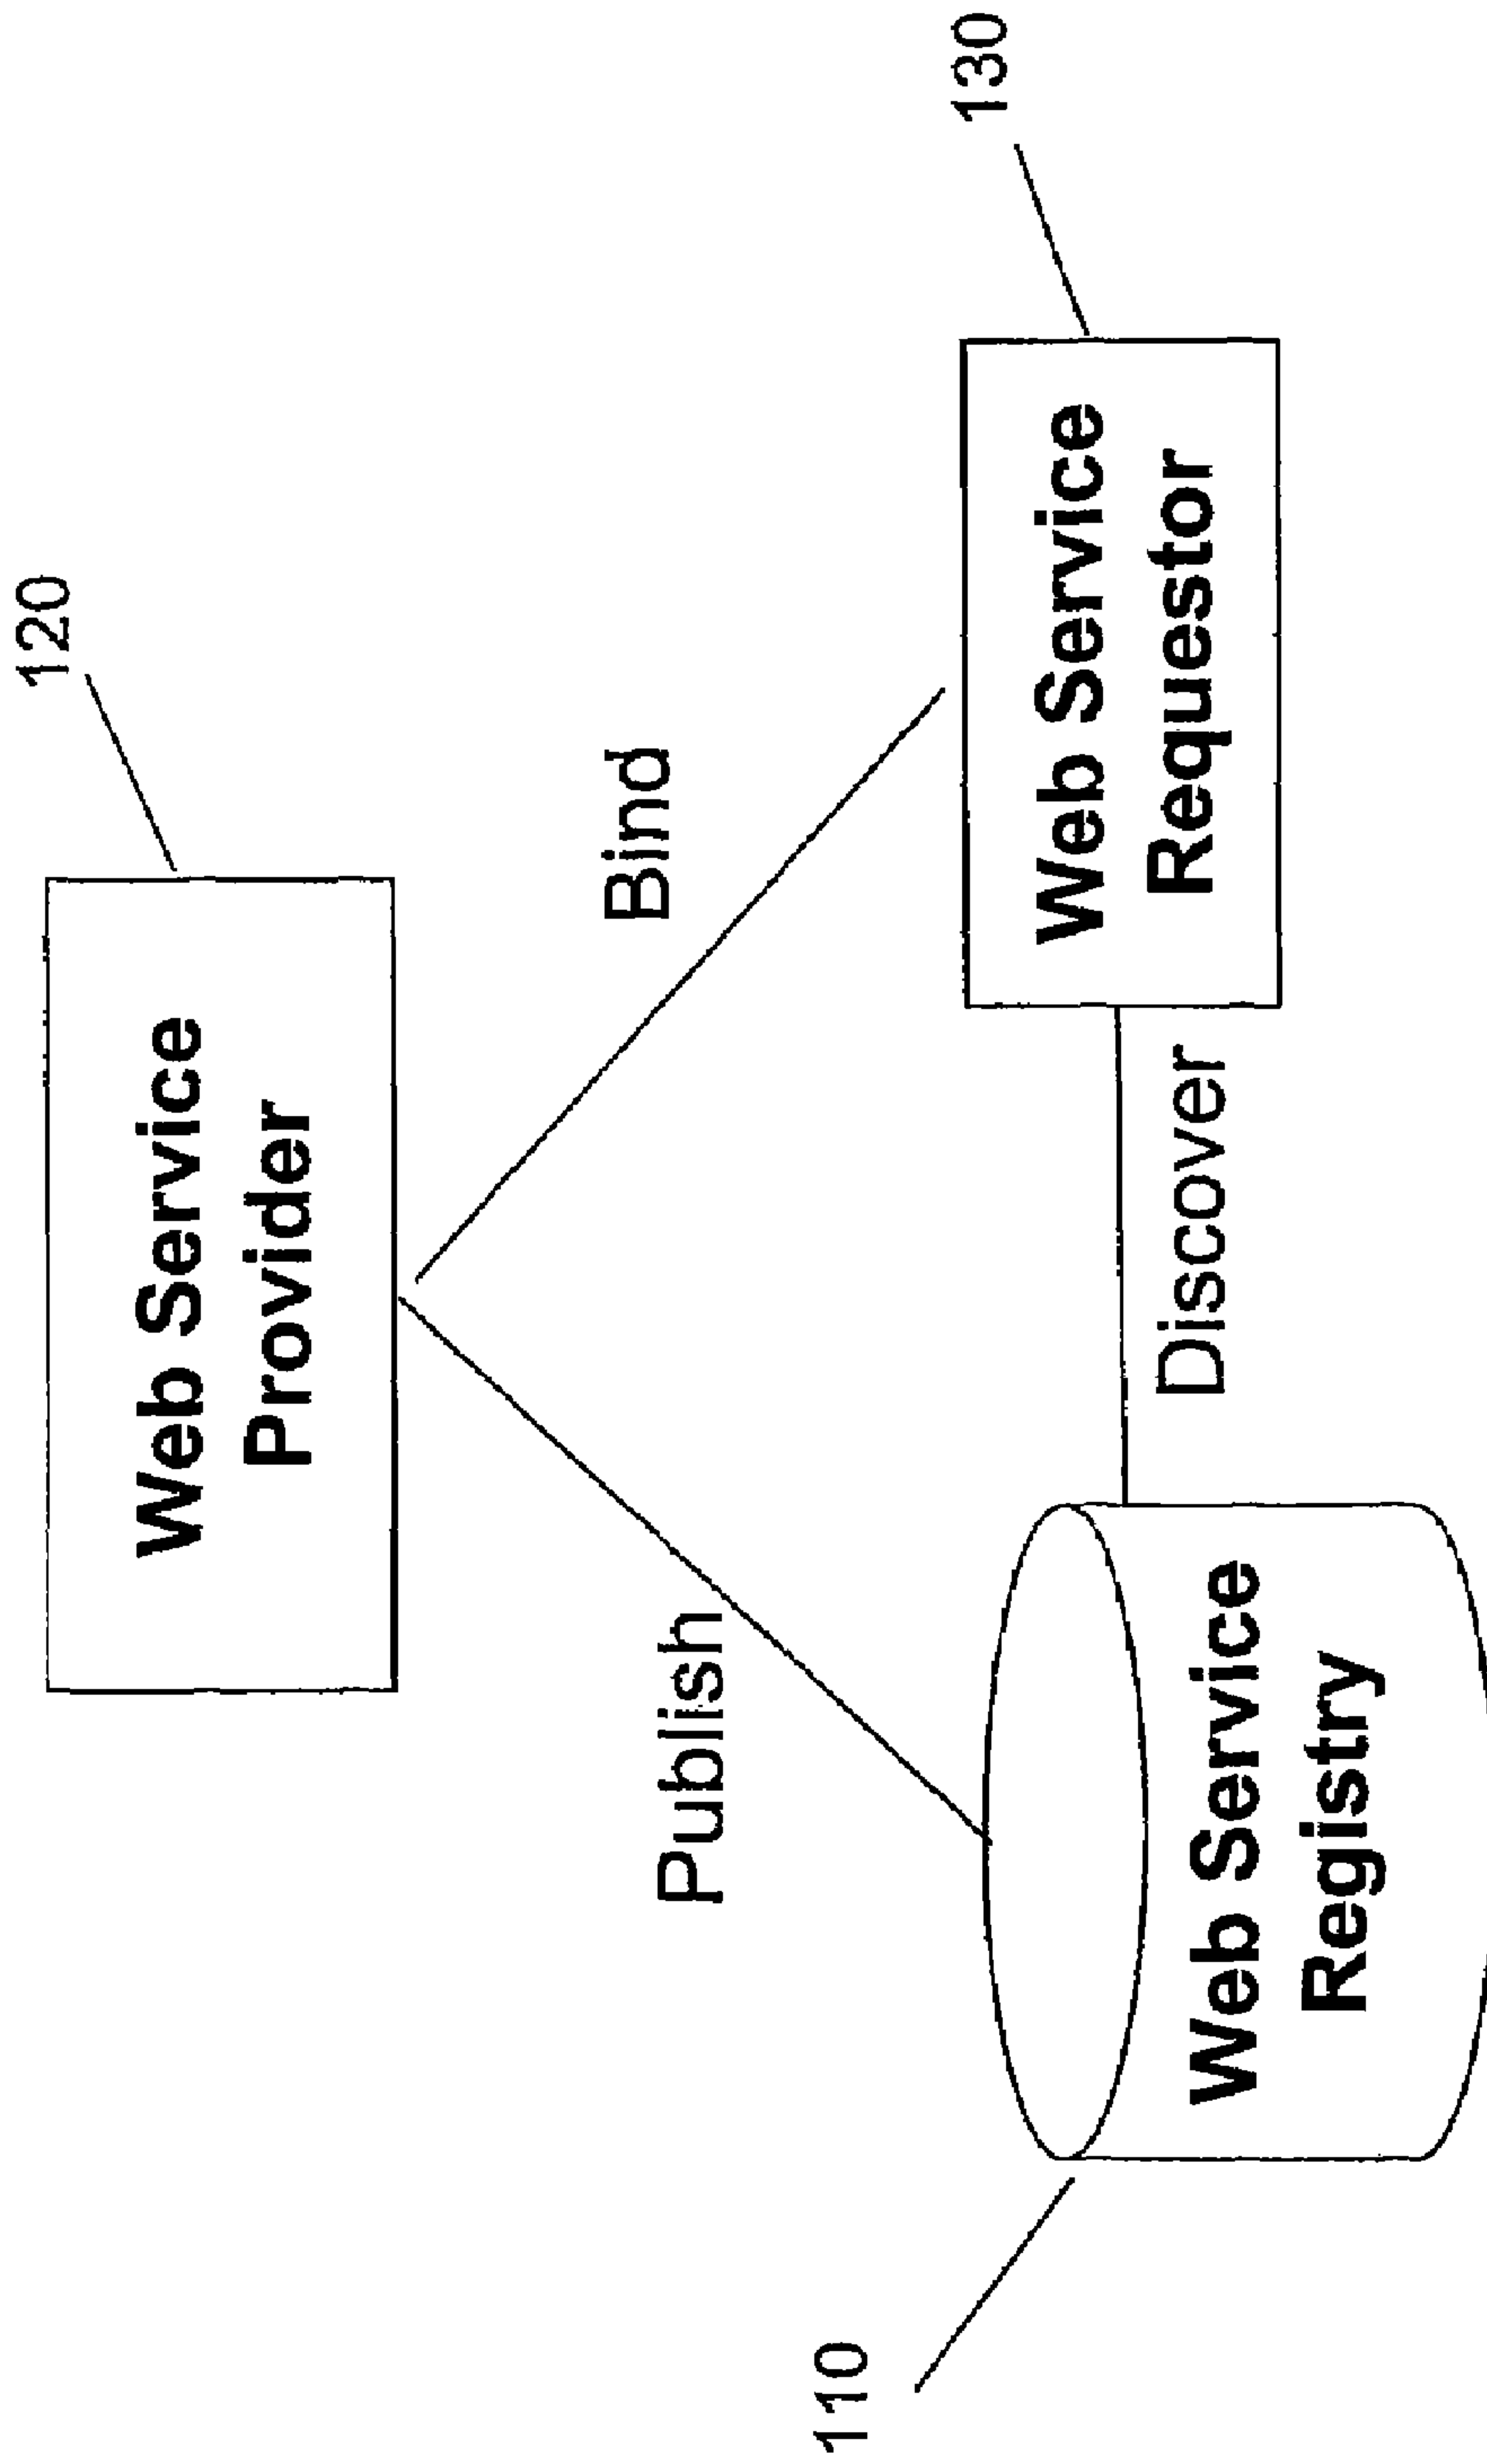 120
Web Service
Provider
Publish
Bind
130
110
Web Service
Registry
Discover
Web Service
Requestor